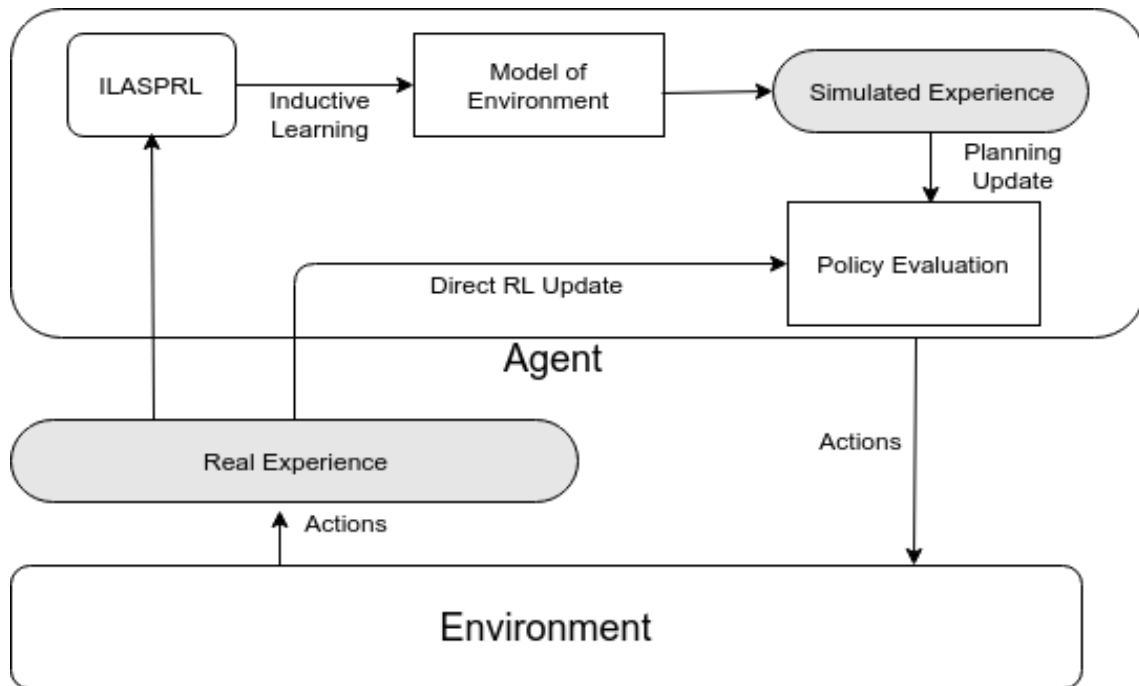 ILASPRL
Inductive
Learning
Model of
Environment
Simulated Experience
Planning
Update
Policy Evaluation
Direct RL Update
Agent
Actions
Real Experience
Actions
Environment